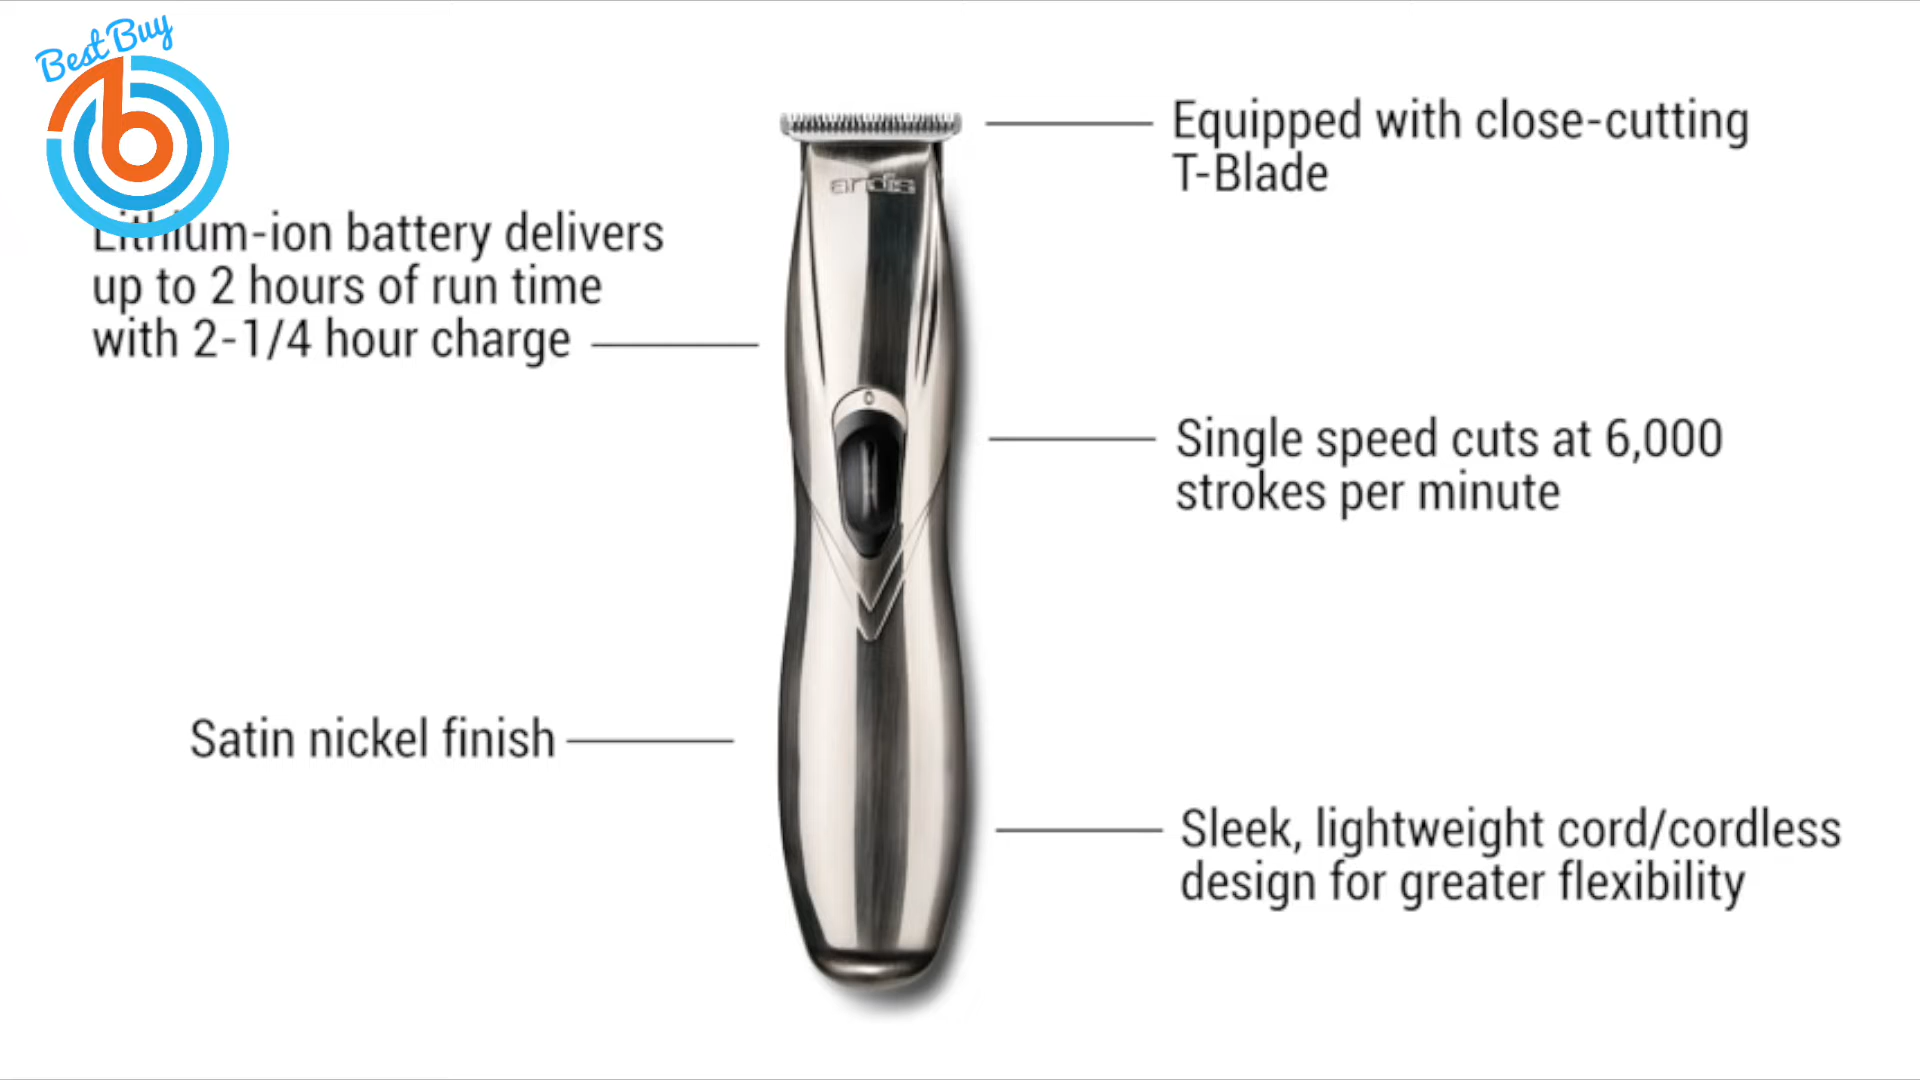 Best Buy
andis
Equipped with close-cutting
T-Blade
Lithium-ion battery delivers
up to 2 hours of run time
with 2-1/4 hour charge
0
Single speed cuts at 6,000
strokes per minute
Satin nickel finish
Sleek, lightweight cord/cordless
design for greater flexibility